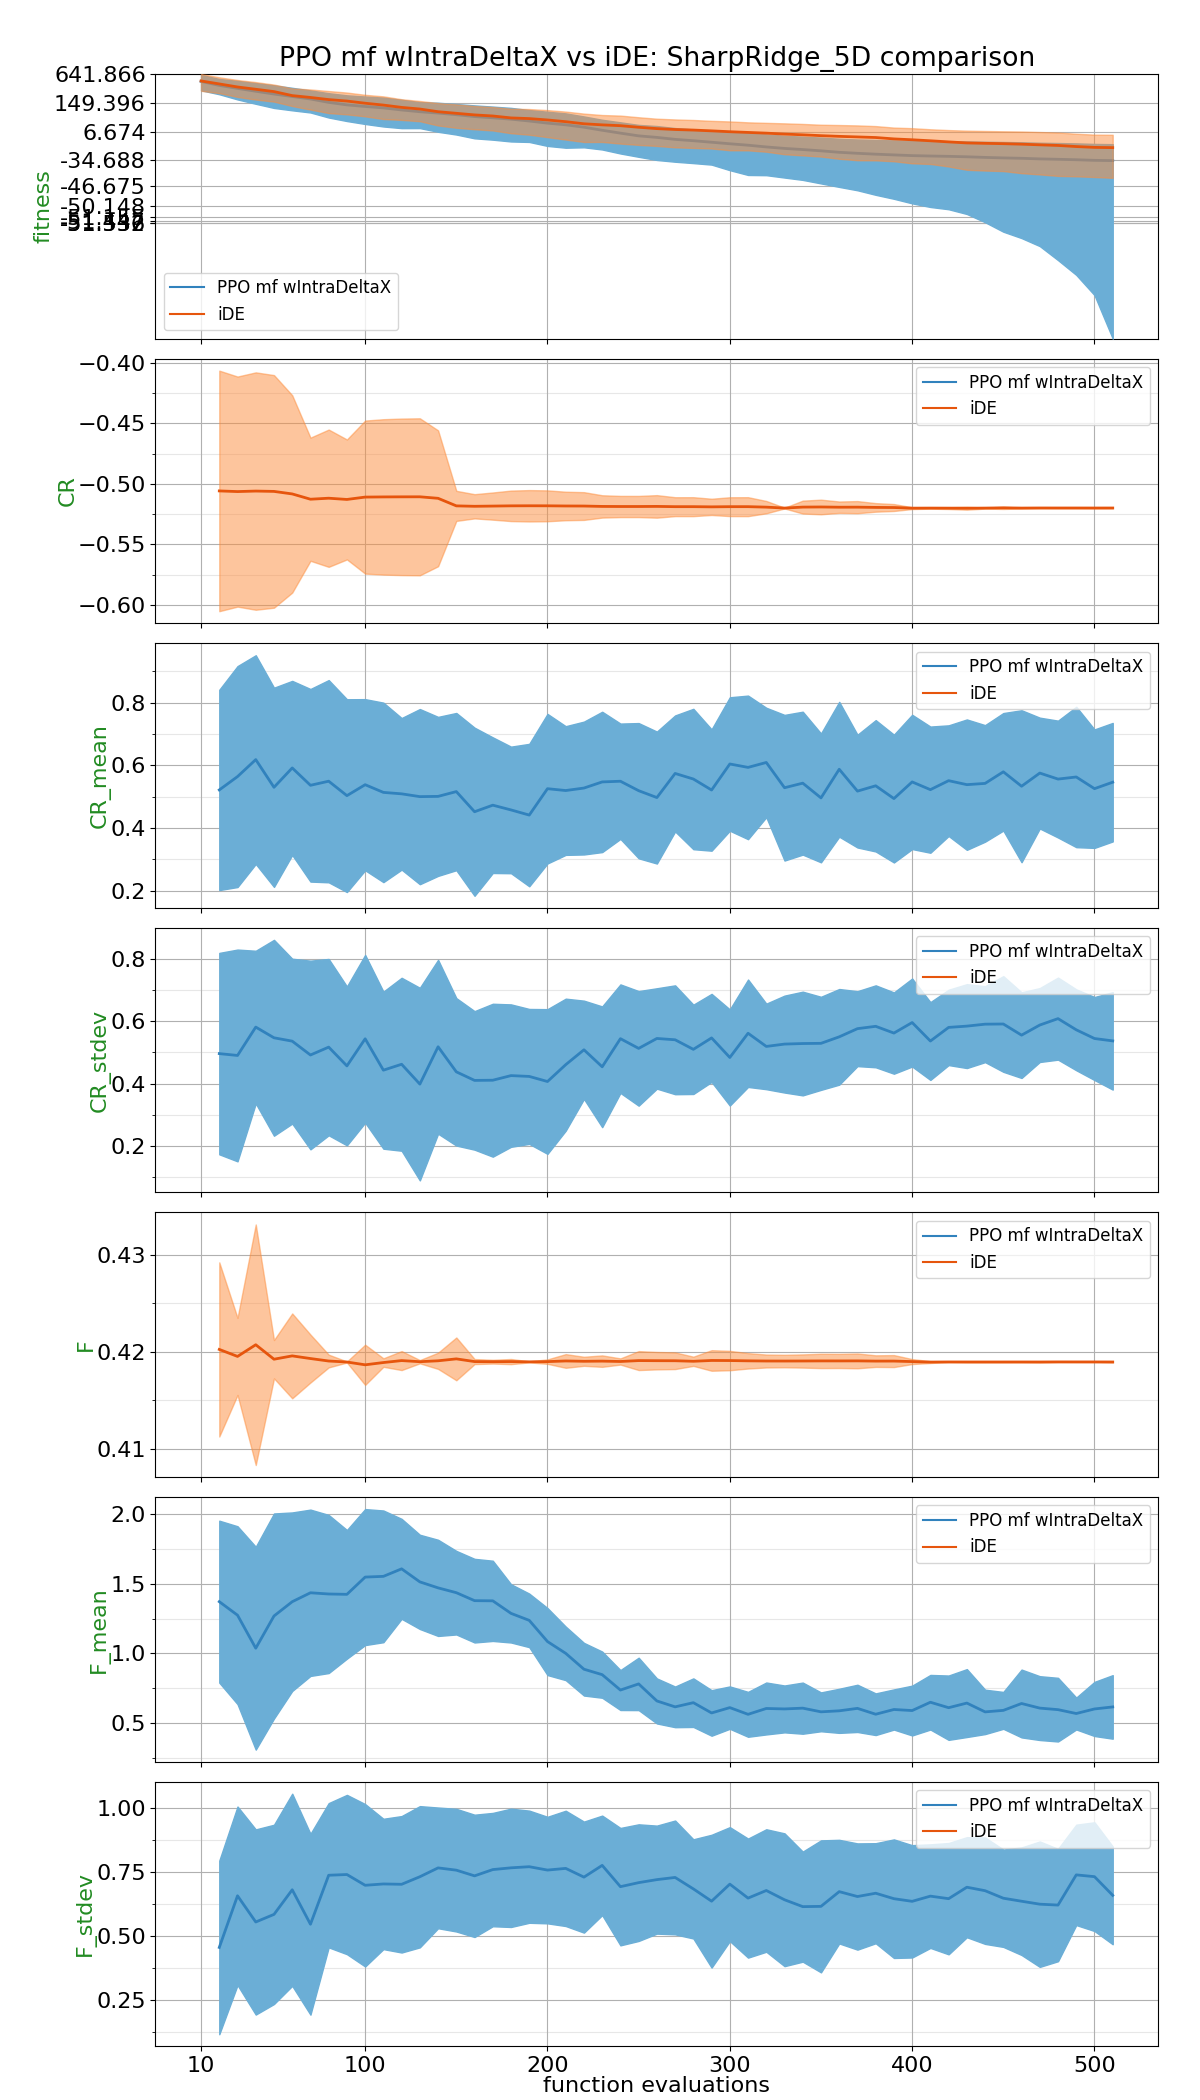 PPO mf wIntraDeltaX vs iDE: SharpRidge_5D comparison
641.866
149.396
6.674
-34.688
-46.675
-50.148
fitness
PPO mf wIntraDeltaX
iDE
−0.40
−0.45
−0.50
−0.55
−0.60
CR
PPO mf wIntraDeltaX
iDE
0.8
0.6
0.4
0.2
CR_mean
PPO mf wIntraDeltaX
iDE
0.8
0.6
0.4
0.2
CR_stdev
PPO mf wIntraDeltaX
iDE
0.43
0.42
0.41
F
PPO mf wIntraDeltaX
iDE
2.0
1.5
1.0
0.5
F_mean
PPO mf wIntraDeltaX
iDE
1.00
0.75
0.50
0.25
F_stdev
PPO mf wIntraDeltaX
iDE
10 100 200 300 400 500
function evaluations